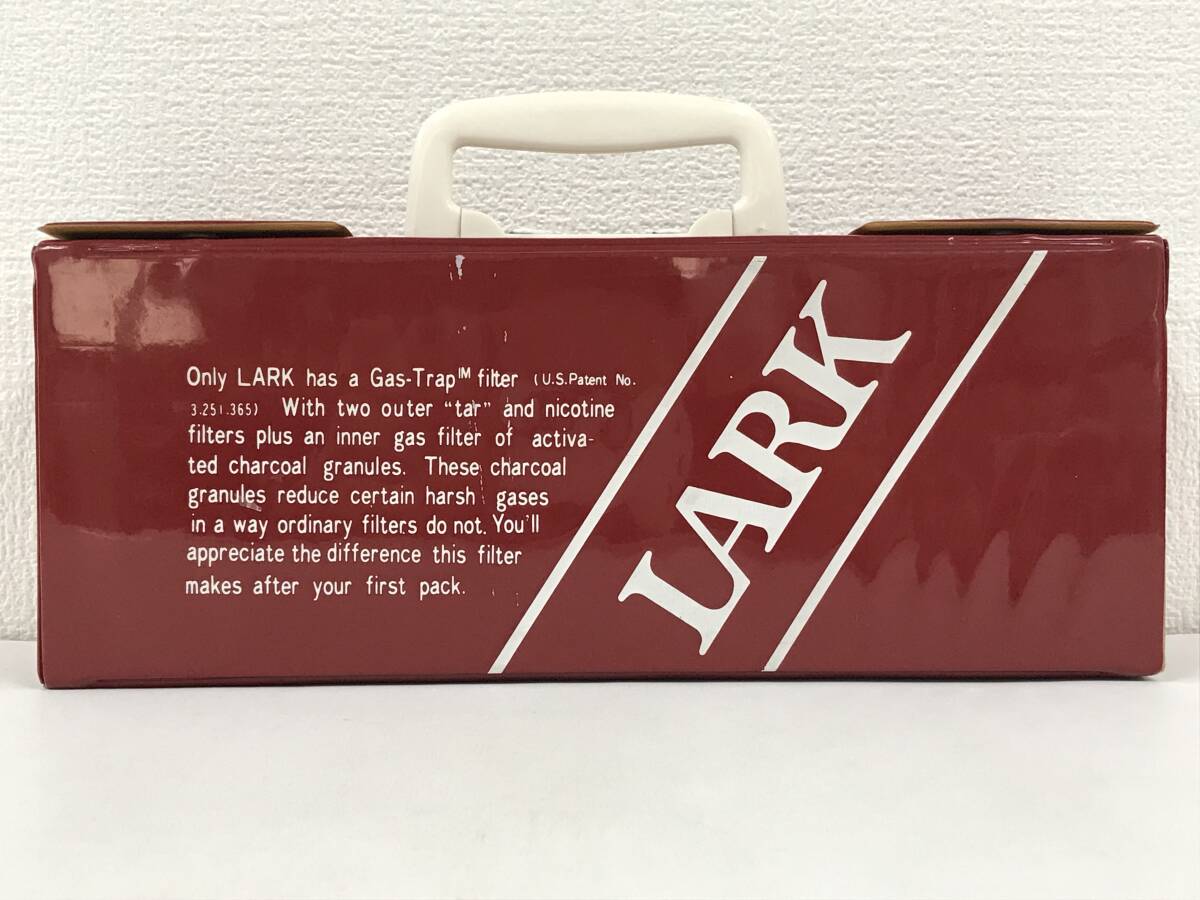 Only LARK has a Gas-Trap™ filter (U.S.Patent No.
3.251.365) With two outer "tar" and nicotine
filters plus an inner gas filter of activa-
ted charcoal granules. These charcoal
granules reduce certain harsh gases
in a way ordinary filters do not. You'll
appreciate the difference this filter
makes after your first pack.
LARK